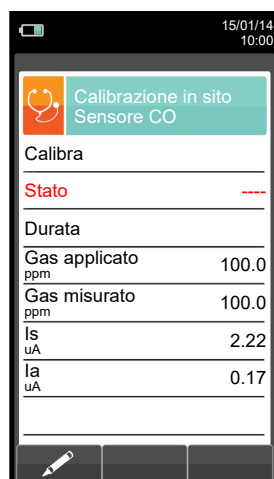 15/01/14
10:00
Calibrazione in sito
Sensore CO
Calibra
Stato ----
Durata
Gas applicato 100.0
ppm
Gas misurato 100.0
ppm
Is 2.22
uA
Ia 0.17
uA